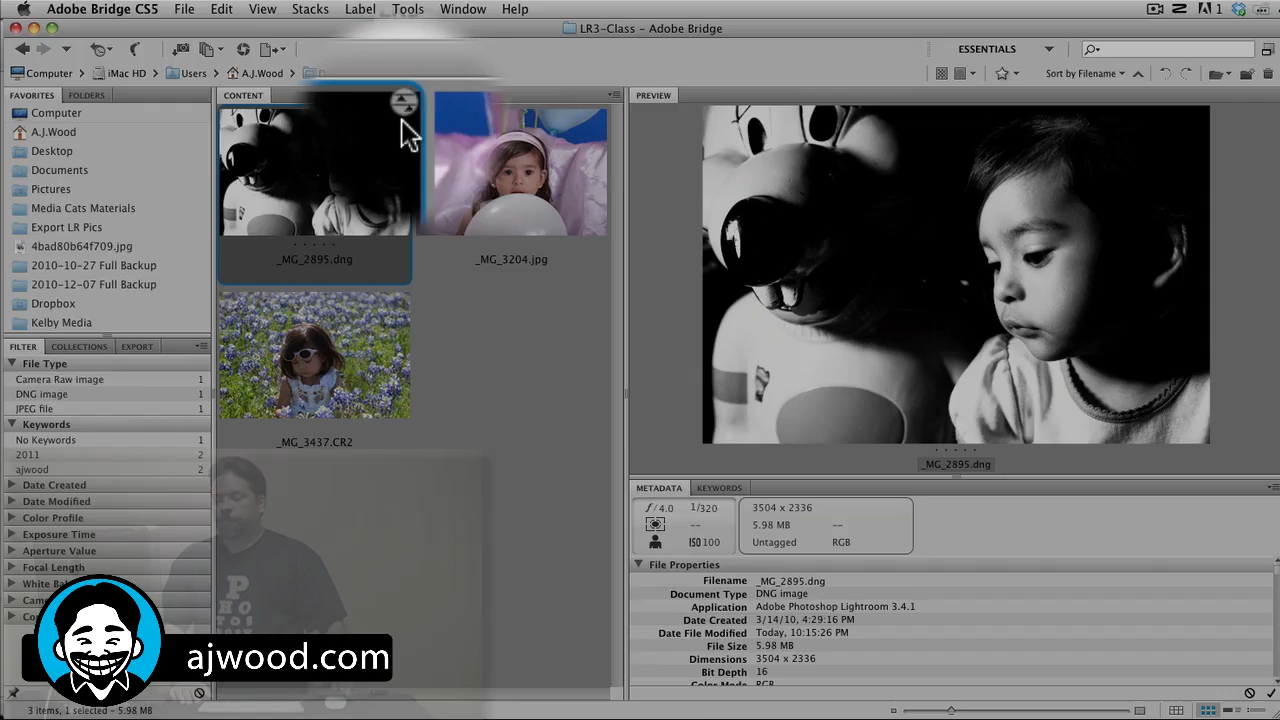 Adobe Bridge CS5 File Edit View Stacks Label Tools Window Help 1
LR3-Class – Adobe Bridge
ESSENTIALS
Computer iMac HD Users A.J.Wood
Sort by Filename
FAVORITES FOLDERS
Computer
A.J.Wood
Desktop
Documents
Pictures
Media Cats Materials
Export LR Pics
4bad80b64f709.jpg
2010-10-27 Full Backup
2010-12-07 Full Backup
Dropbox
Kelby Media
FILTER COLLECTIONS EXPORT
File Type
Camera Raw image 1
DNG image 1
JPEG file 1
Keywords
No Keywords 1
2011 2
ajwood 2
Date Created
Date Modified
Color Profile
Exposure Time
Aperture Value
Focal Length
White Ba
CONTENT
_MG_2895.dng
_MG_3204.jpg
_MG_3437.CR2
P
HO
TOS
ajwood.com
3 items, 1 selected – 5.98 MB
PREVIEW
_MG_2895.dng
METADATA KEYWORDS
f/4.0 1/320
--
ISO 100
3504 x 2336
5.98 MB --
Untagged RGB
File Properties
Filename _MG_2895.dng
Document Type DNG image
Application Adobe Photoshop Lightroom 3.4.1
Date Created 3/14/10, 4:29:16 PM
Date File Modified Today, 10:15:26 PM
File Size 5.98 MB
Dimensions 3504 x 2336
Bit Depth 16
Color Mode RGB